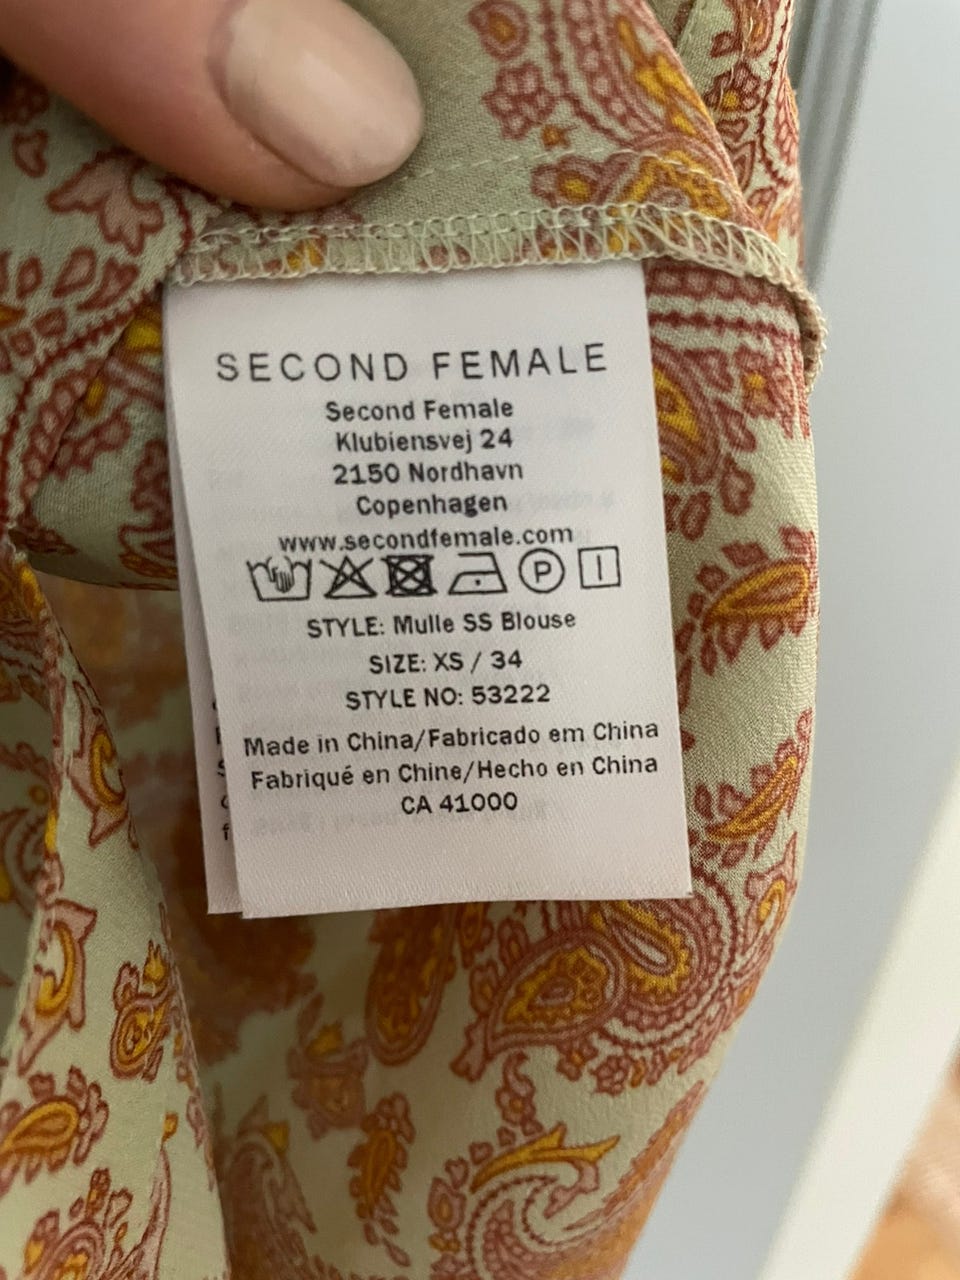 SECOND FEMALE
Second Female
Klubiensvej 24
2150 Nordhavn
Copenhagen
www.secondfemale.com
P
STYLE: Mulle SS Blouse
SIZE: XS / 34
STYLE NO: 53222
Made in China/Fabricado em China
Fabriqué en Chine/Hecho en China
CA 41000